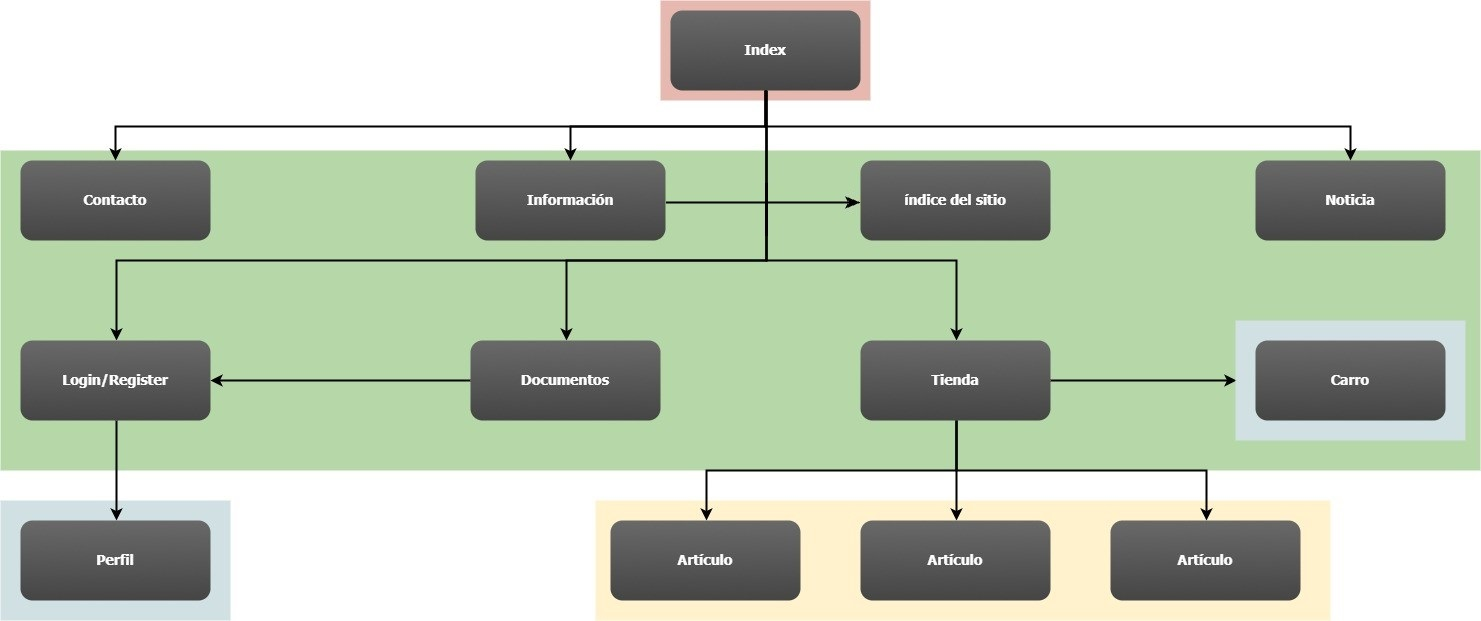 Index
Contacto
Información
índice del sitio
Noticia
Login/Register
Documentos
Tienda
Carro
Perfil
Artículo
Artículo
Artículo